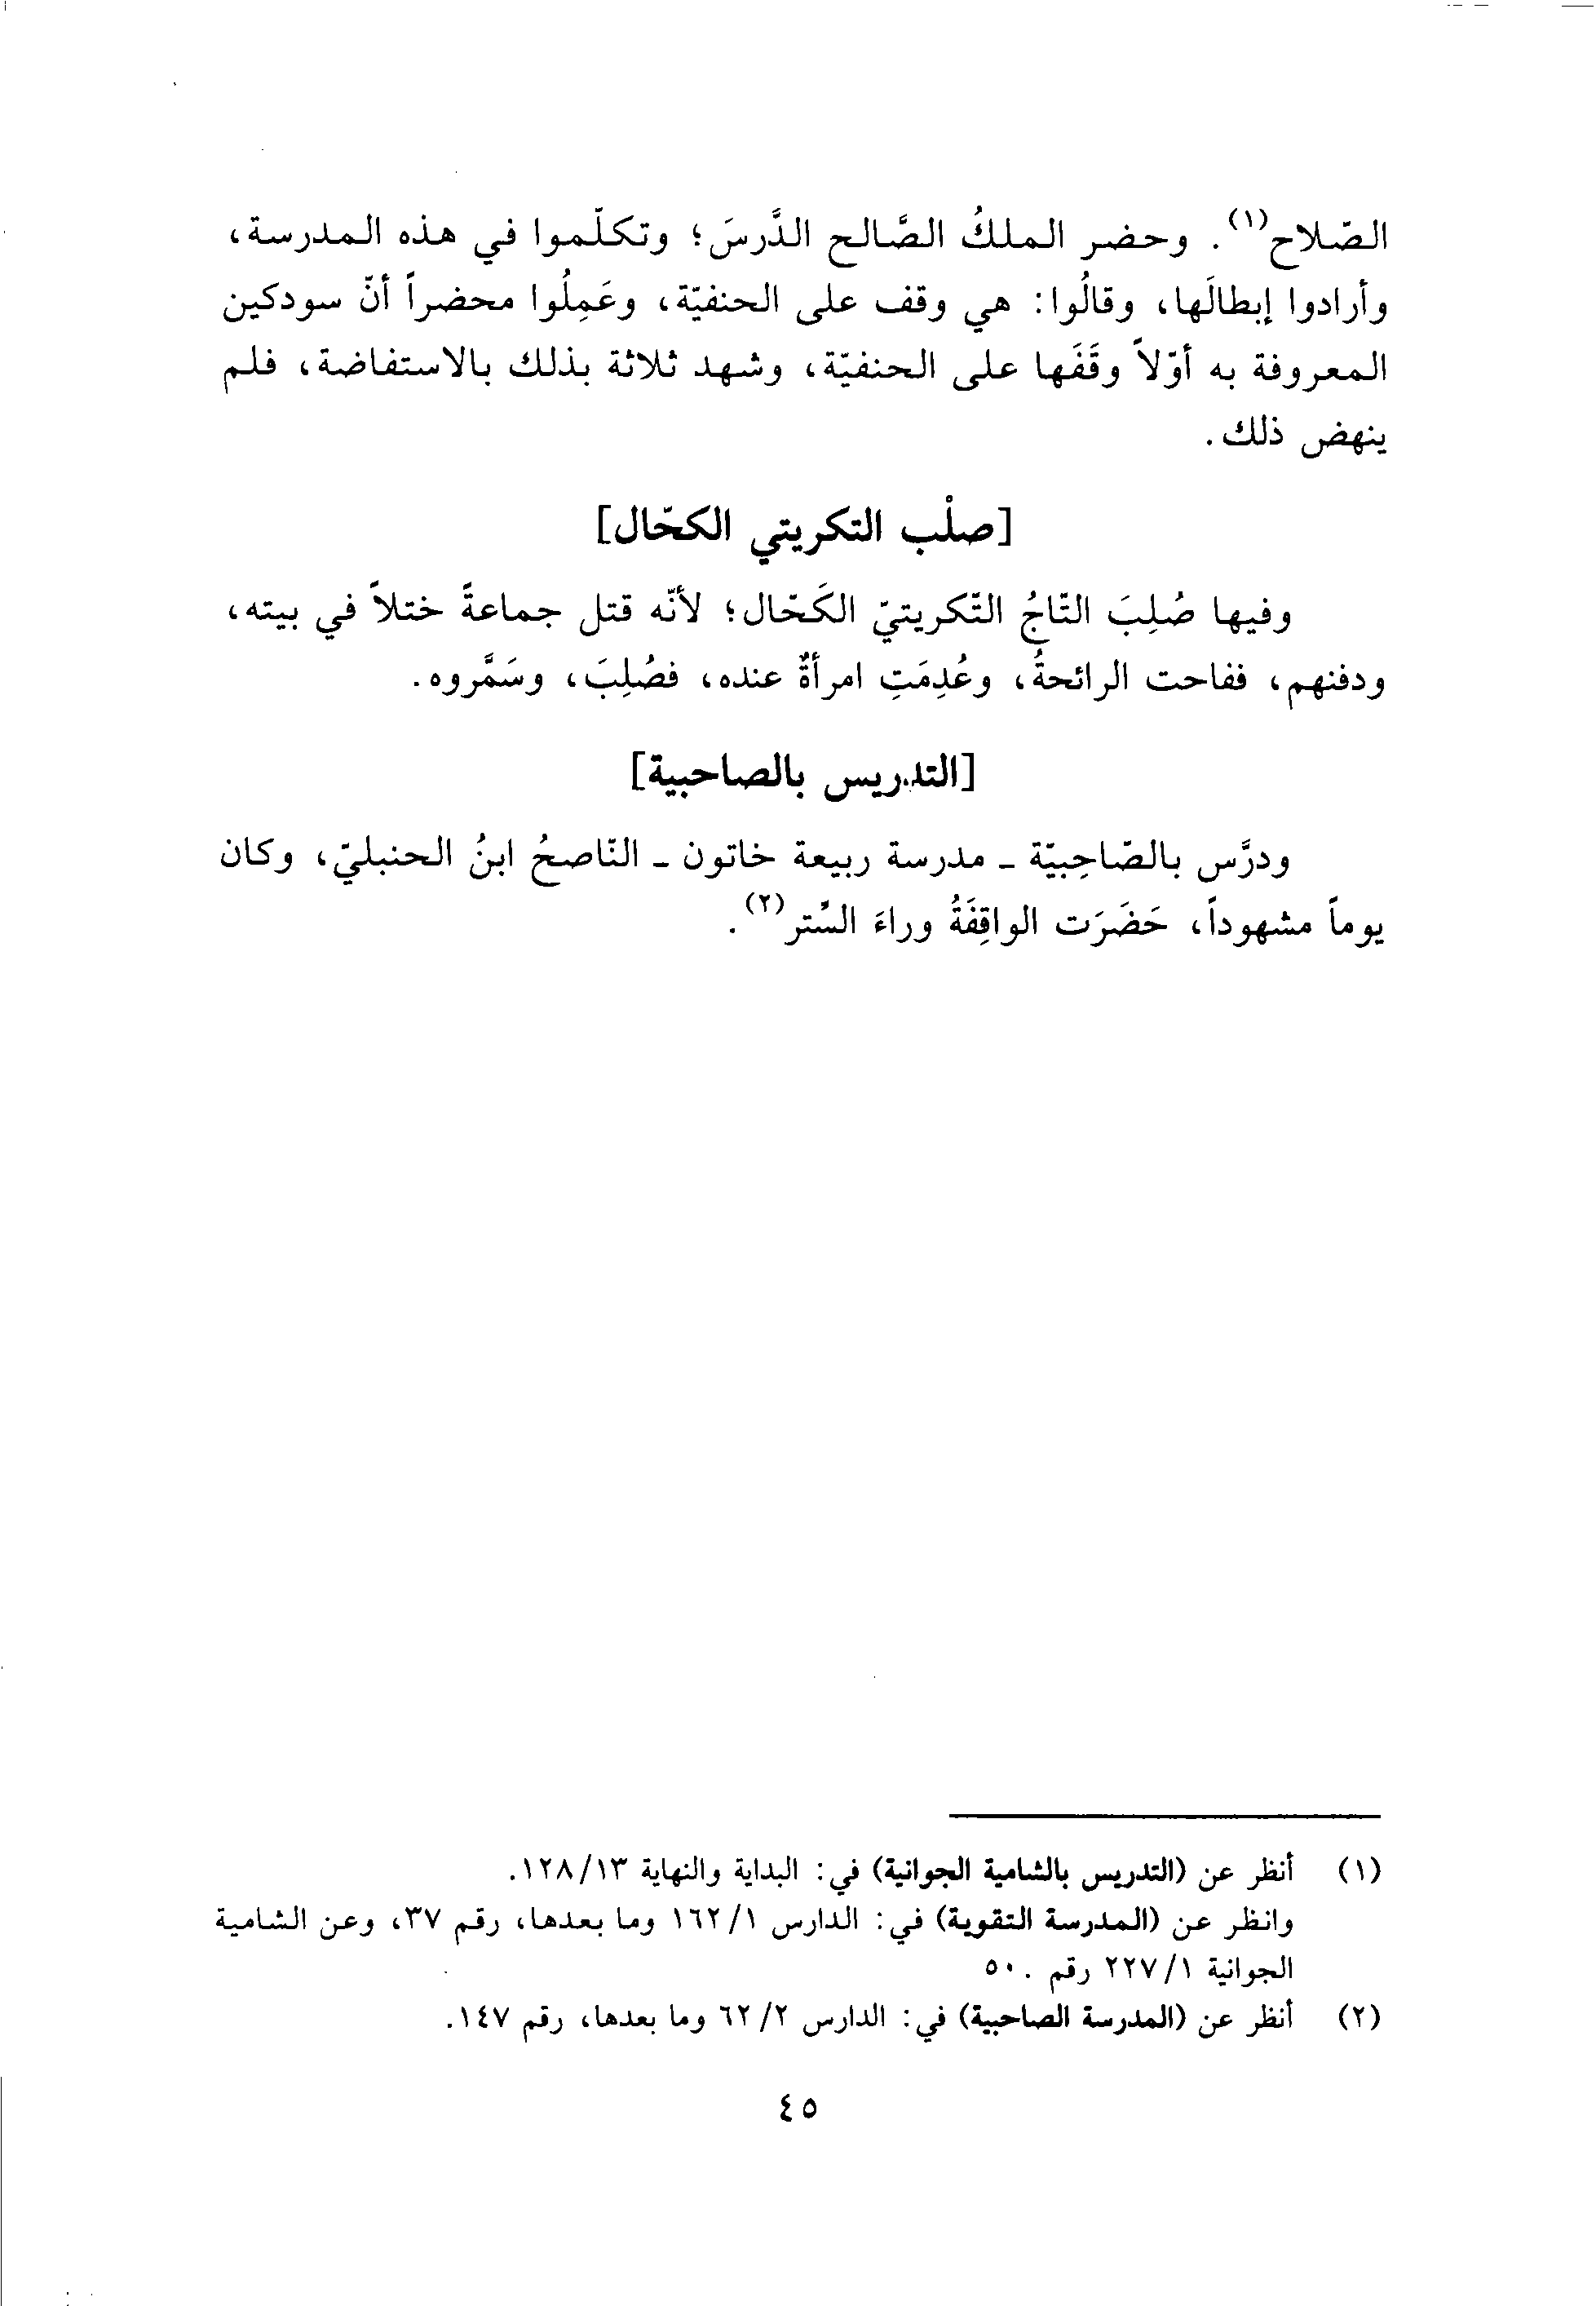 الصّلاح(١). وحضر الملكُ الصَّالح الدَّرسَ؛ وتكلّموا في هذه المدرسة،
وأرادوا إبطالَها، وقالُوا: هي وقف على الحنفيّة، وعَمِلُوا محضراً أنّ سودكين
المعروفة به أوّلاً وقَفَها على الحنفيّة، وشهد ثلاثة بذلك بالاستفاضة، فلم
ينهض ذلك.
[صلْب التكريتي الكحّال]
وفيها صُلِبَ التّاجُ التّكريتيّ الكَحّال؛ لأنّه قتل جماعةً ختلاً في بيته،
ودفنهم، ففاحت الرائحةُ، وعُدِمَتِ امرأةٌ عنده، فصُلِبَ، وسَمَّروه.
[التدريس بالصاحبية]
ودرَّس بالصّاحِبيّة ـ مدرسة ربيعة خاتون ـ النّاصحُ ابنُ الحنبليّ، وكان
يوماً مشهوداً، حَضَرَت الواقِفَةُ وراءَ السِّتر(٢).
(١) أنظر عن (التدريس بالشامية الجوانية) في: البداية والنهاية ١٢٨/١٣.
وانظر عن (المدرسة التقوية) في: الدارس ١٦٢/١ وما بعدها، رقم ٣٧، وعن الشامية
الجوانية ٢٢٧/١ رقم ٥٠.
(٢) أنظر عن (المدرسة الصاحبية) في: الدارس ٦٢/٢ وما بعدها، رقم ١٤٧.
٤٥